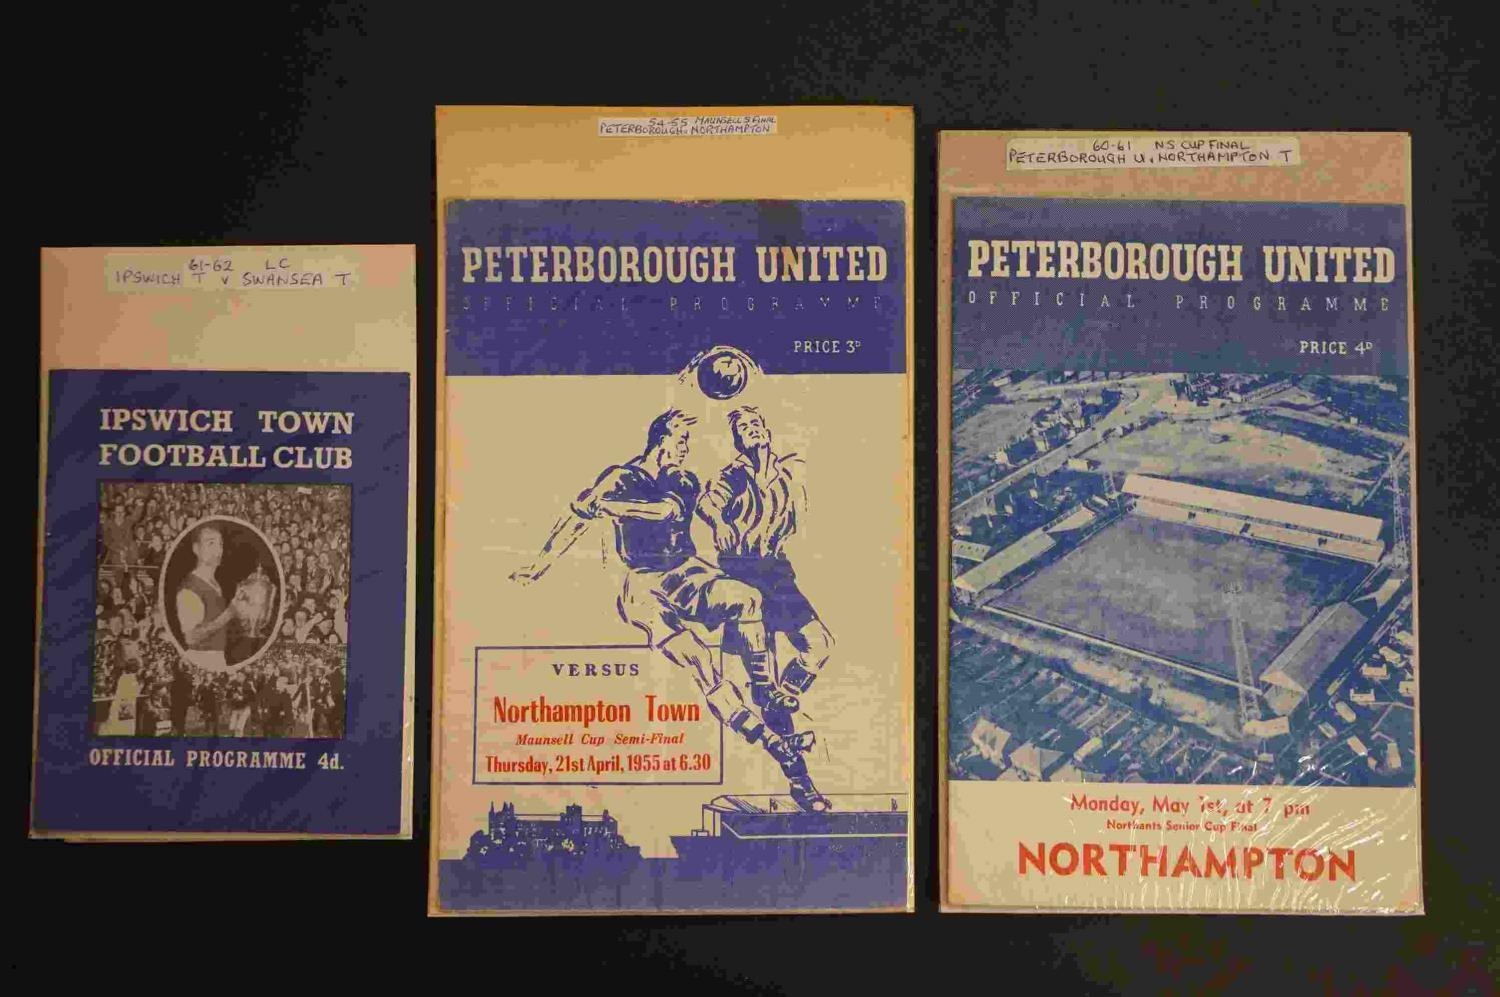 61-62 LC
IPSWICH T V SWANSEA T
IPSWICH TOWN
FOOTBALL CLUB
OFFICIAL PROGRAMME 4d.
54-55 MAUNSELL S FINAL
PETERBOROUGH v NORTHAMPTON
PETERBOROUGH UNITED
OFFICIAL PROGRAMME
PRICE 3D
VERSUS
Northampton Town
Maunsell Cup Semi-Final
Thursday, 21st April, 1955 at 6.30
60-61 NS CUP FINAL
PETERBOROUGH U v NORTHAMPTON T
PETERBOROUGH UNITED
OFFICIAL PROGRAMME
PRICE 4D
Monday, May 1st, at 7 pm
Northants Senior Cup Final
NORTHAMPTON